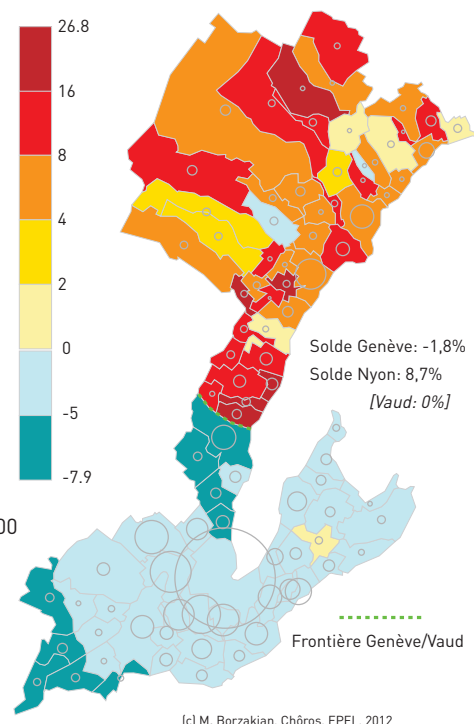 26.8
16
8
4
2
0
-5
-7.9
Solde Genève: -1,8%
Solde Nyon: 8,7%
[Vaud: 0%]
00
Frontière Genève/Vaud
(c) M. Borzakian, Chôros, EPFL, 2012